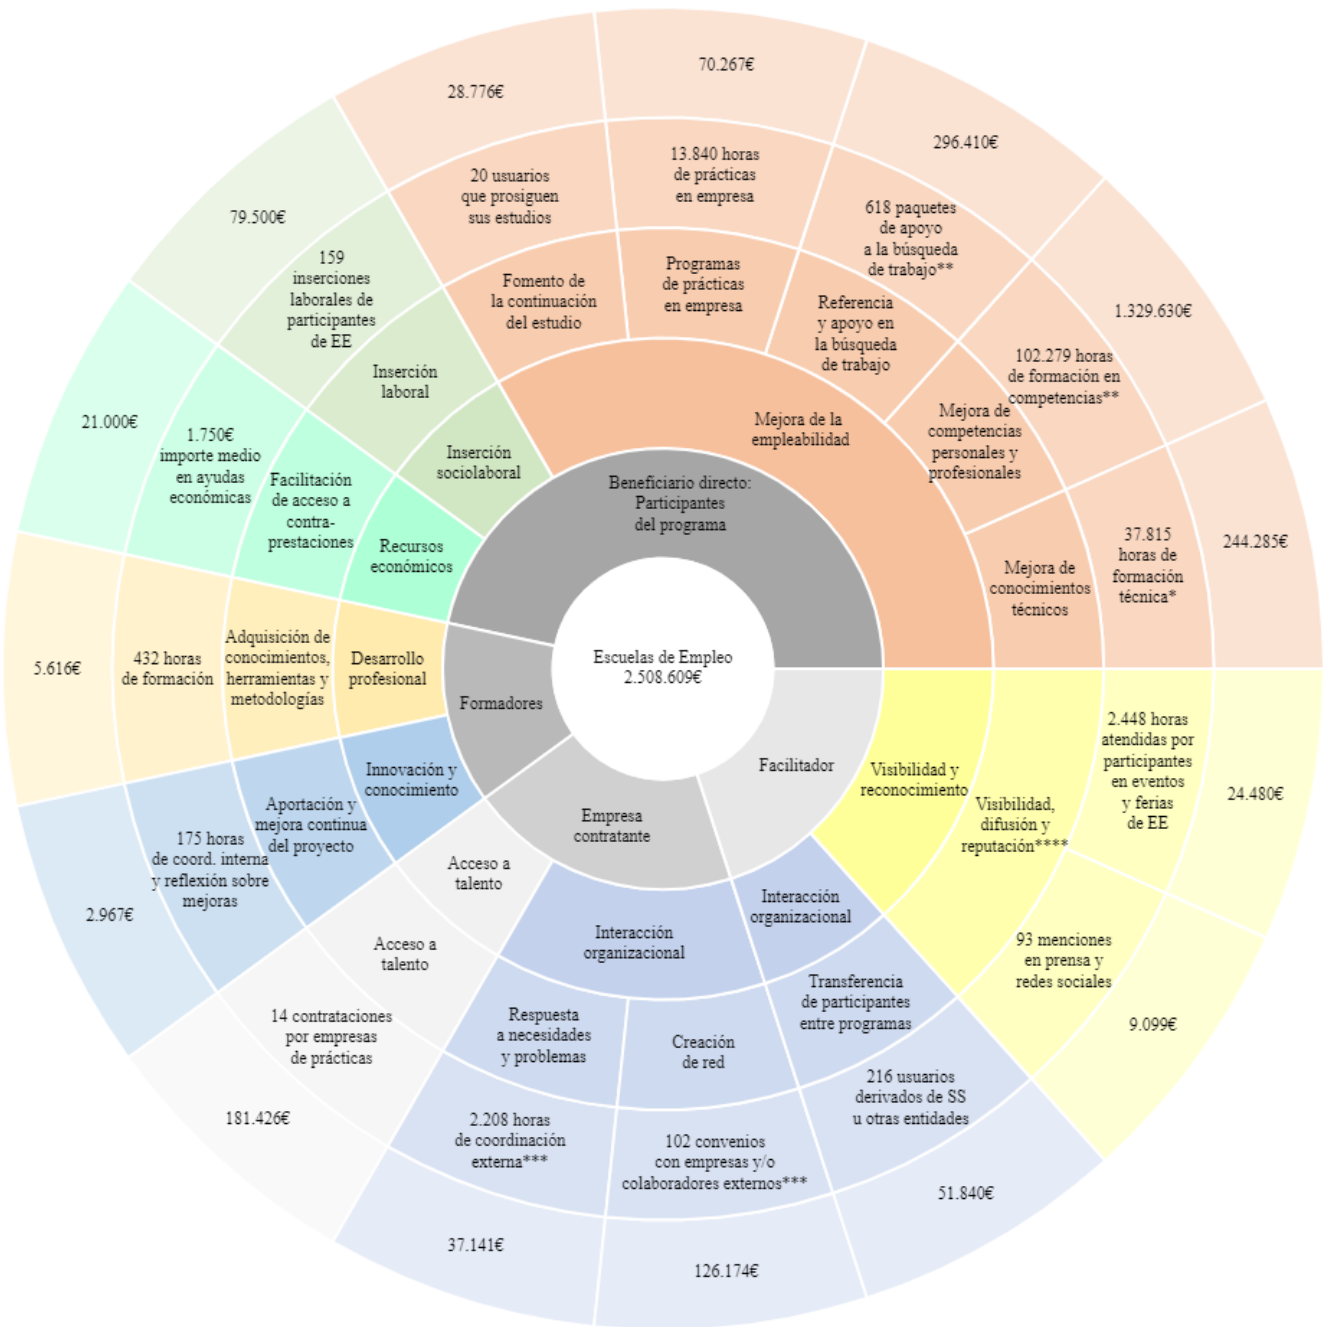 Escuelas de Empleo
2.508.609€
Beneficiario directo:
Participantes
del programa
Mejora de la
empleabilidad
Fomento de
la continuación
del estudio
20 usuarios
que prosiguen
sus estudios
28.776€
Programas
de prácticas
en empresa
13.840 horas
de prácticas
en empresa
70.267€
Referencia
y apoyo en
la búsqueda
de trabajo
618 paquetes
de apoyo
a la búsqueda
de trabajo**
296.410€
Mejora de
competencias
personales y
profesionales
102.279 horas
de formación en
competencias**
1.329.630€
Mejora de
conocimientos
técnicos
37.815
horas de
formación
técnica*
244.285€
Facilitador
Visibilidad y
reconocimiento
Visibilidad,
difusión y
reputación****
2.448 horas
atendidas por
participantes
en eventos
y ferias
de EE
24.480€
93 menciones
en prensa y
redes sociales
9.099€
Interacción
organizacional
Transferencia
de participantes
entre programas
216 usuarios
derivados de SS
u otras entidades
51.840€
Empresa
contratante
Interacción
organizacional
Creación
de red
102 convenios
con empresas y/o
colaboradores externos***
126.174€
Respuesta
a necesidades
y problemas
2.208 horas
de coordinación
externa***
37.141€
Acceso a
talento
Acceso a
talento
14 contrataciones
por empresas
de prácticas
181.426€
Formadores
Innovación y
conocimiento
Aportación y
mejora continua
del proyecto
175 horas
de coord. interna
y reflexión sobre
mejoras
2.967€
Desarrollo
profesional
Adquisición de
conocimientos,
herramientas y
metodologías
432 horas
de formación
5.616€
Recursos
económicos
Facilitación
de acceso a
contra-
prestaciones
1.750€
importe medio
en ayudas
económicas
21.000€
Inserción
sociolaboral
Inserción
laboral
159
inserciones
laborales de
participantes
de EE
79.500€